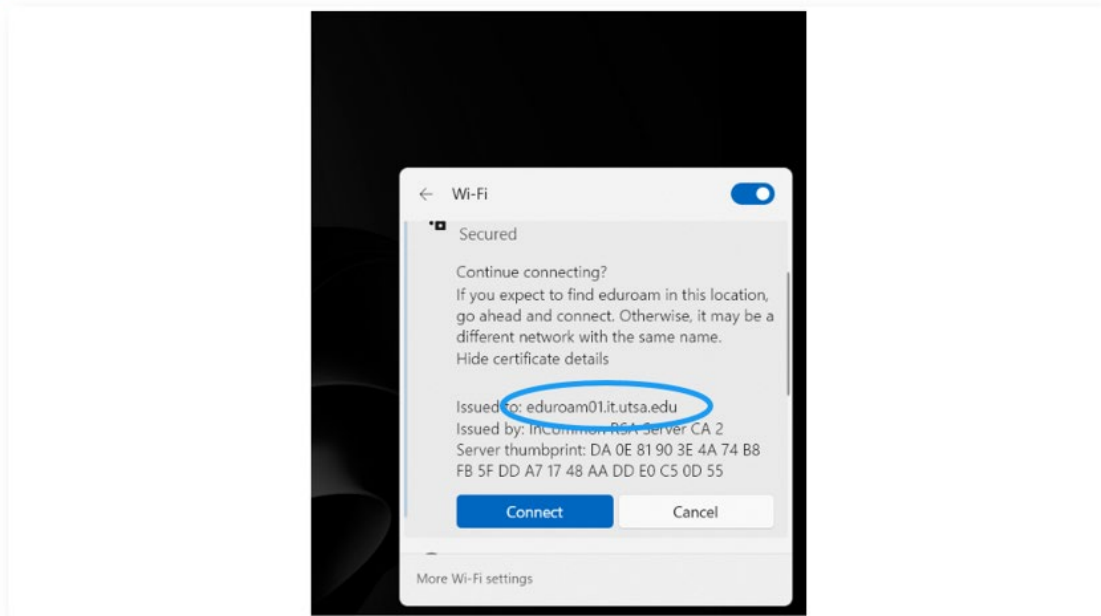 Wi-Fi
Secured
Continue connecting?
If you expect to find eduroam in this location,
go ahead and connect. Otherwise, it may be a
different network with the same name.
Hide certificate details
Issued to: eduroam01.it.utsa.edu
Issued by: InCommon RSA Server CA 2
Server thumbprint: DA 0E 81 90 3E 4A 74 B8
FB 5F DD A7 17 48 AA DD E0 C5 0D 55
Connect Cancel
More Wi-Fi settings